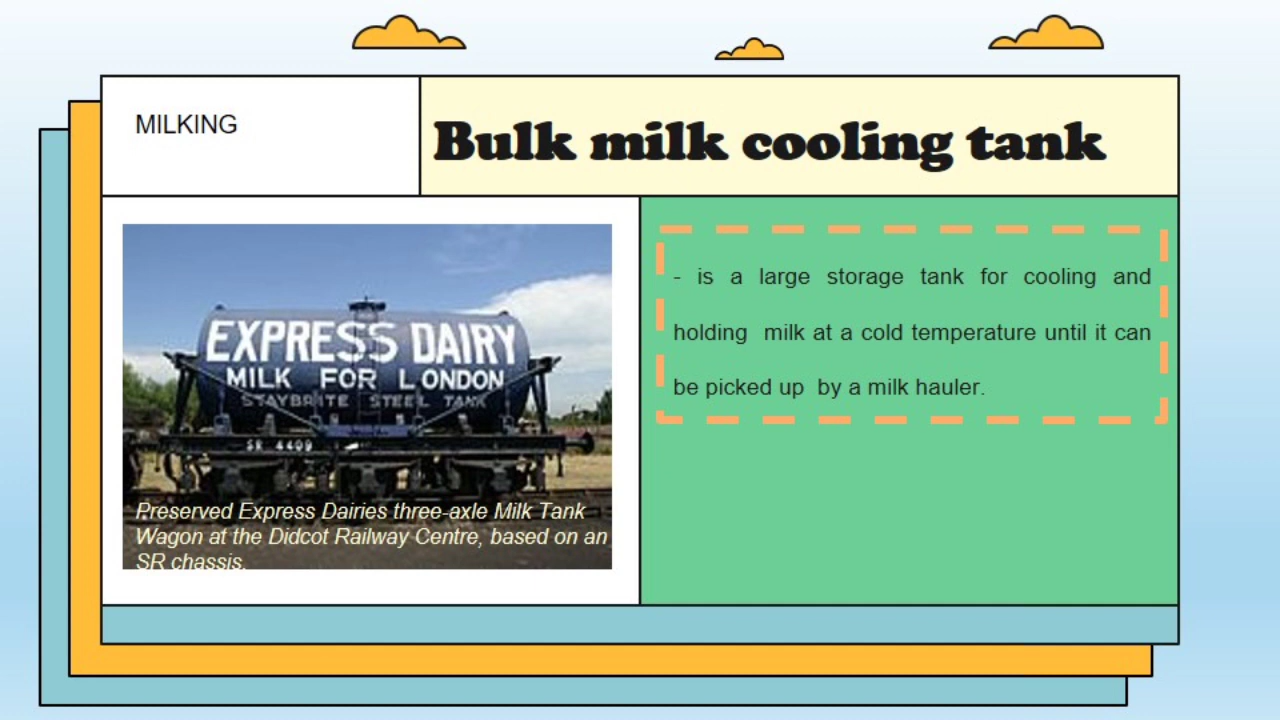 MILKING
Bulk milk cooling tank
EXPRESS DAIRY
MILK FOR LONDON
STAYBRITE STEEL TANK
SR 4409
Preserved Express Dairies three-axle Milk Tank
Wagon at the Didcot Railway Centre, based on an
SR chassis.
- is a large storage tank for cooling and
holding milk at a cold temperature until it can
be picked up by a milk hauler.